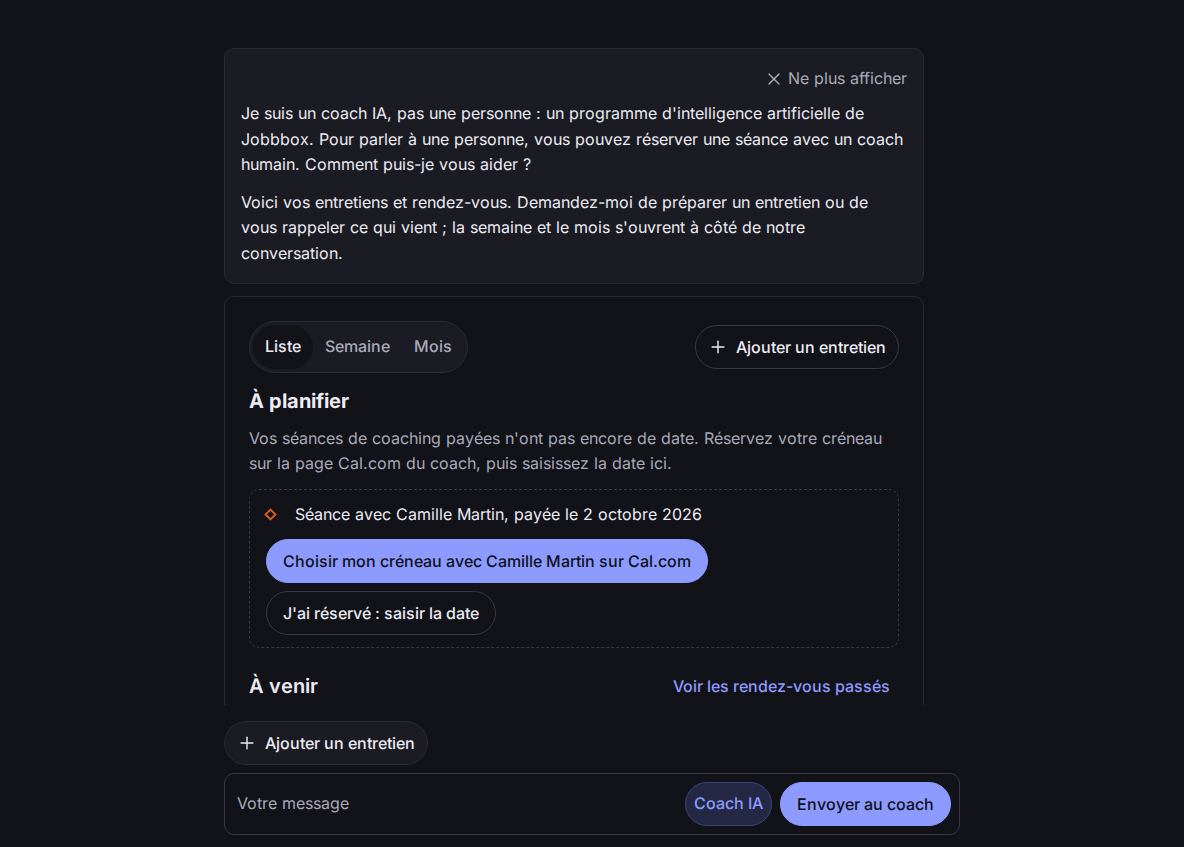 Ne plus afficher
Je suis un coach IA, pas une personne : un programme d'intelligence artificielle de
Jobbbox. Pour parler à une personne, vous pouvez réserver une séance avec un coach
humain. Comment puis-je vous aider ?
Voici vos entretiens et rendez-vous. Demandez-moi de préparer un entretien ou de
vous rappeler ce qui vient ; la semaine et le mois s'ouvrent à côté de notre
conversation.
Liste Semaine Mois
Ajouter un entretien
À planifier
Vos séances de coaching payées n'ont pas encore de date. Réservez votre créneau
sur la page Cal.com du coach, puis saisissez la date ici.
Séance avec Camille Martin, payée le 2 octobre 2026
Choisir mon créneau avec Camille Martin sur Cal.com
J'ai réservé : saisir la date
À venir
Voir les rendez-vous passés
Ajouter un entretien
Votre message
Coach IA
Envoyer au coach